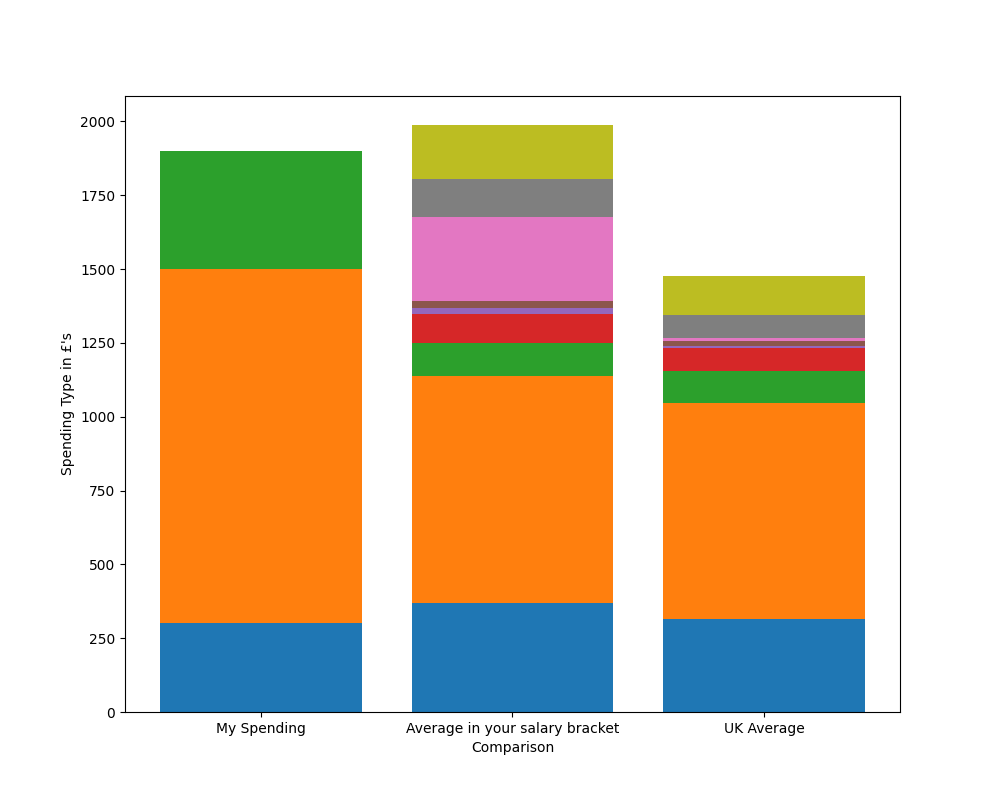 2000
1750
1500
1250
1000
750
500
250
0
Spending Type in £'s
My Spending
Average in your salary bracket
UK Average
Comparison